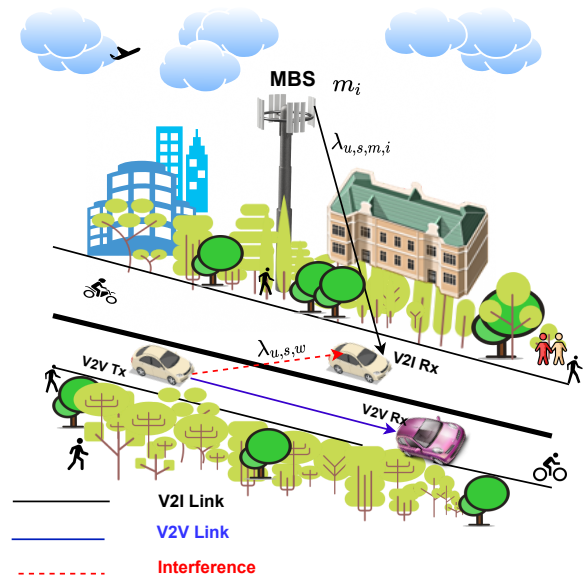 MBS m_i
λ_{u,s,m,i}
λ_{u,s,w}
V2I Rx
V2V Tx
V2V Rx
V2I Link
V2V Link
Interference